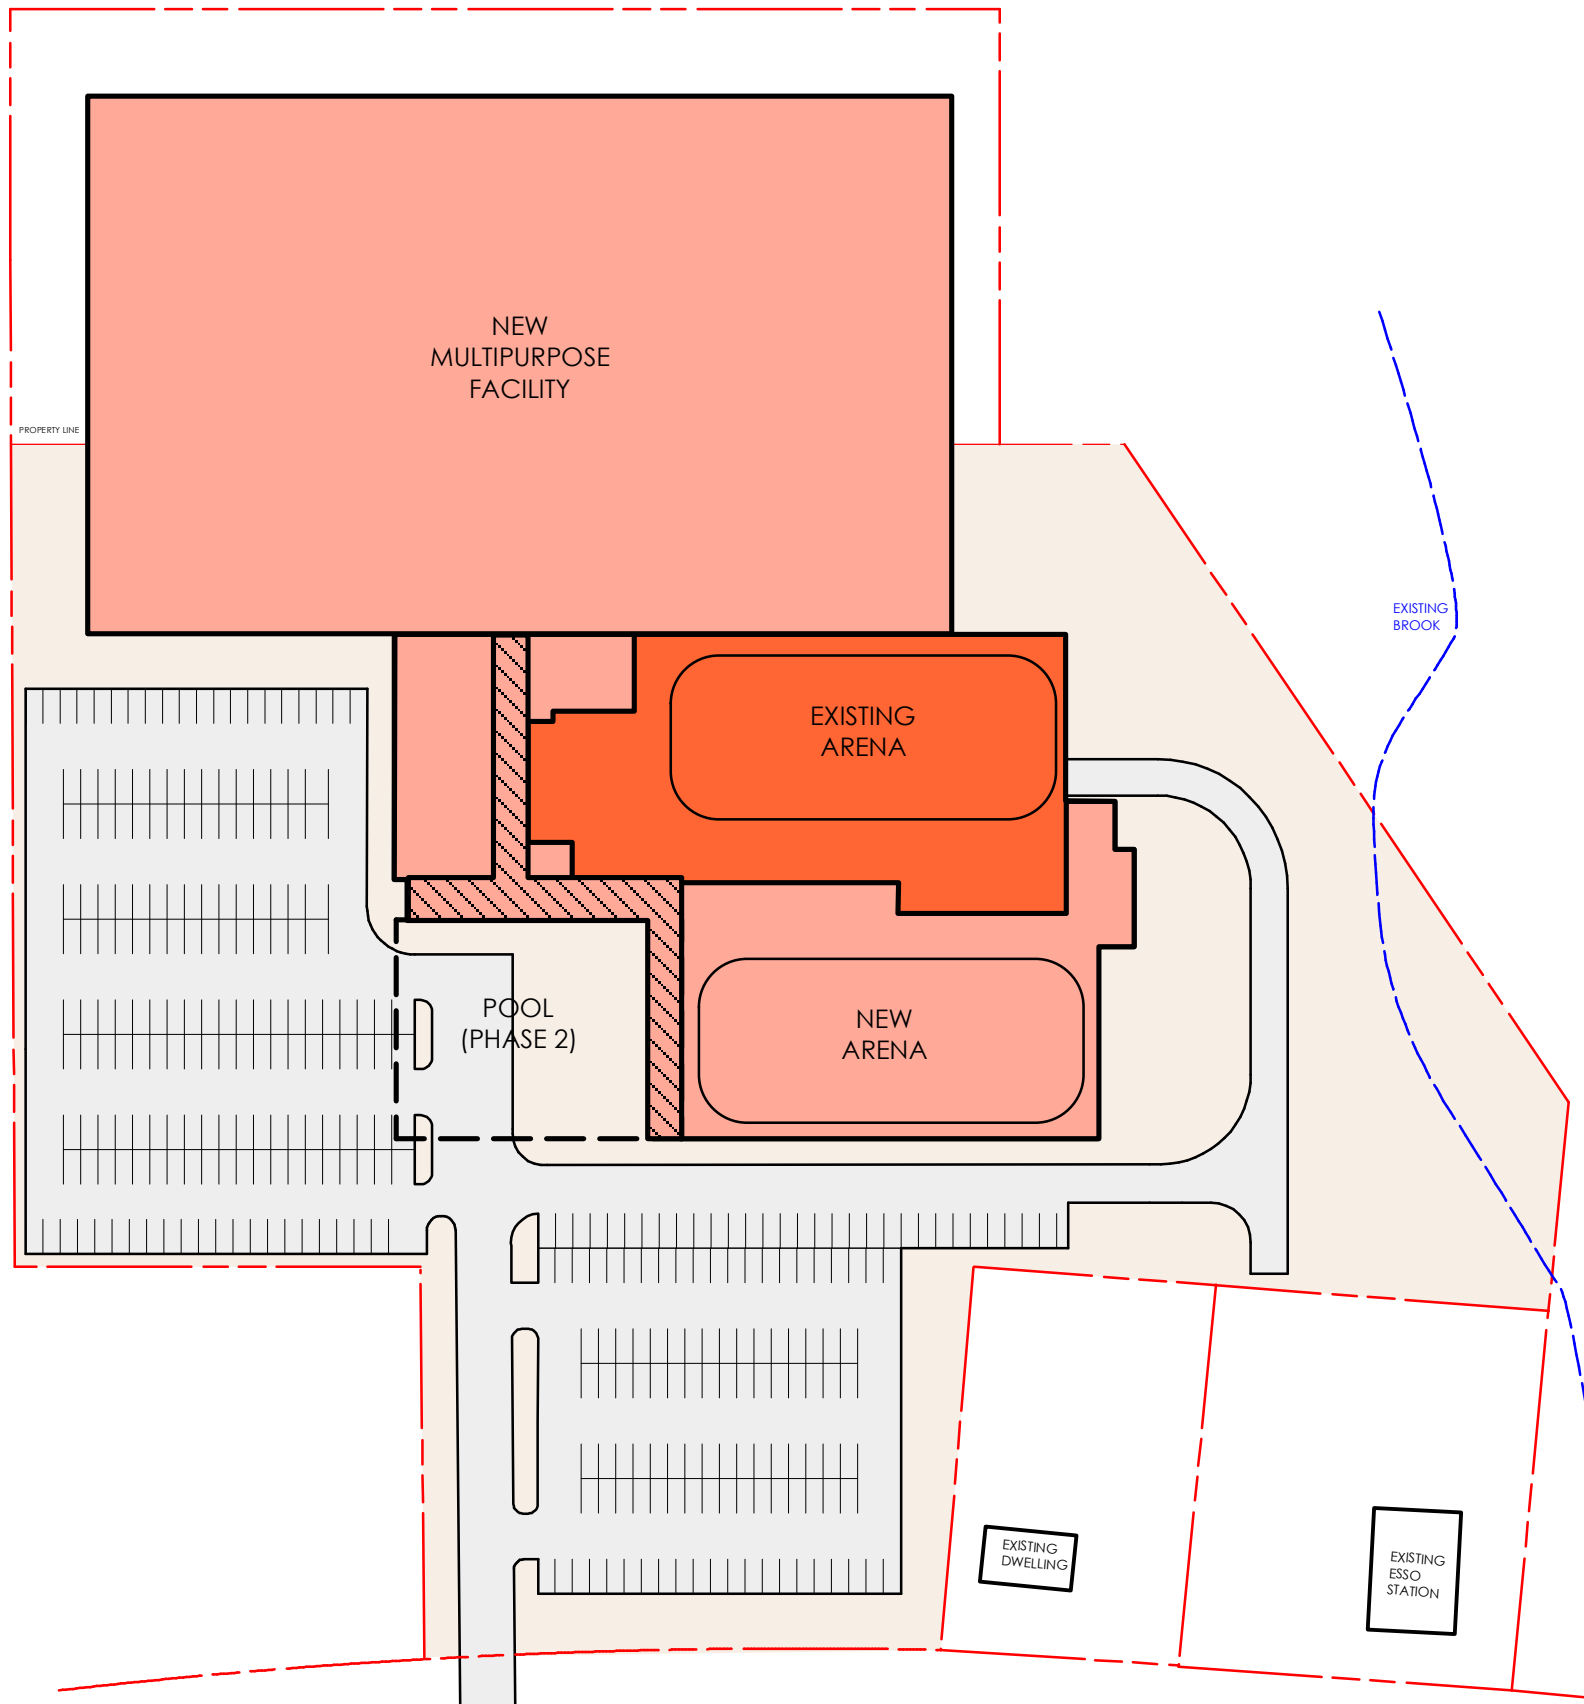 NEW
MULTIPURPOSE
FACILITY
PROPERTY LINE
EXISTING
BROOK
EXISTING
ARENA
POOL
(PHASE 2)
NEW
ARENA
EXISTING
DWELLING
EXISTING
ESSO
STATION